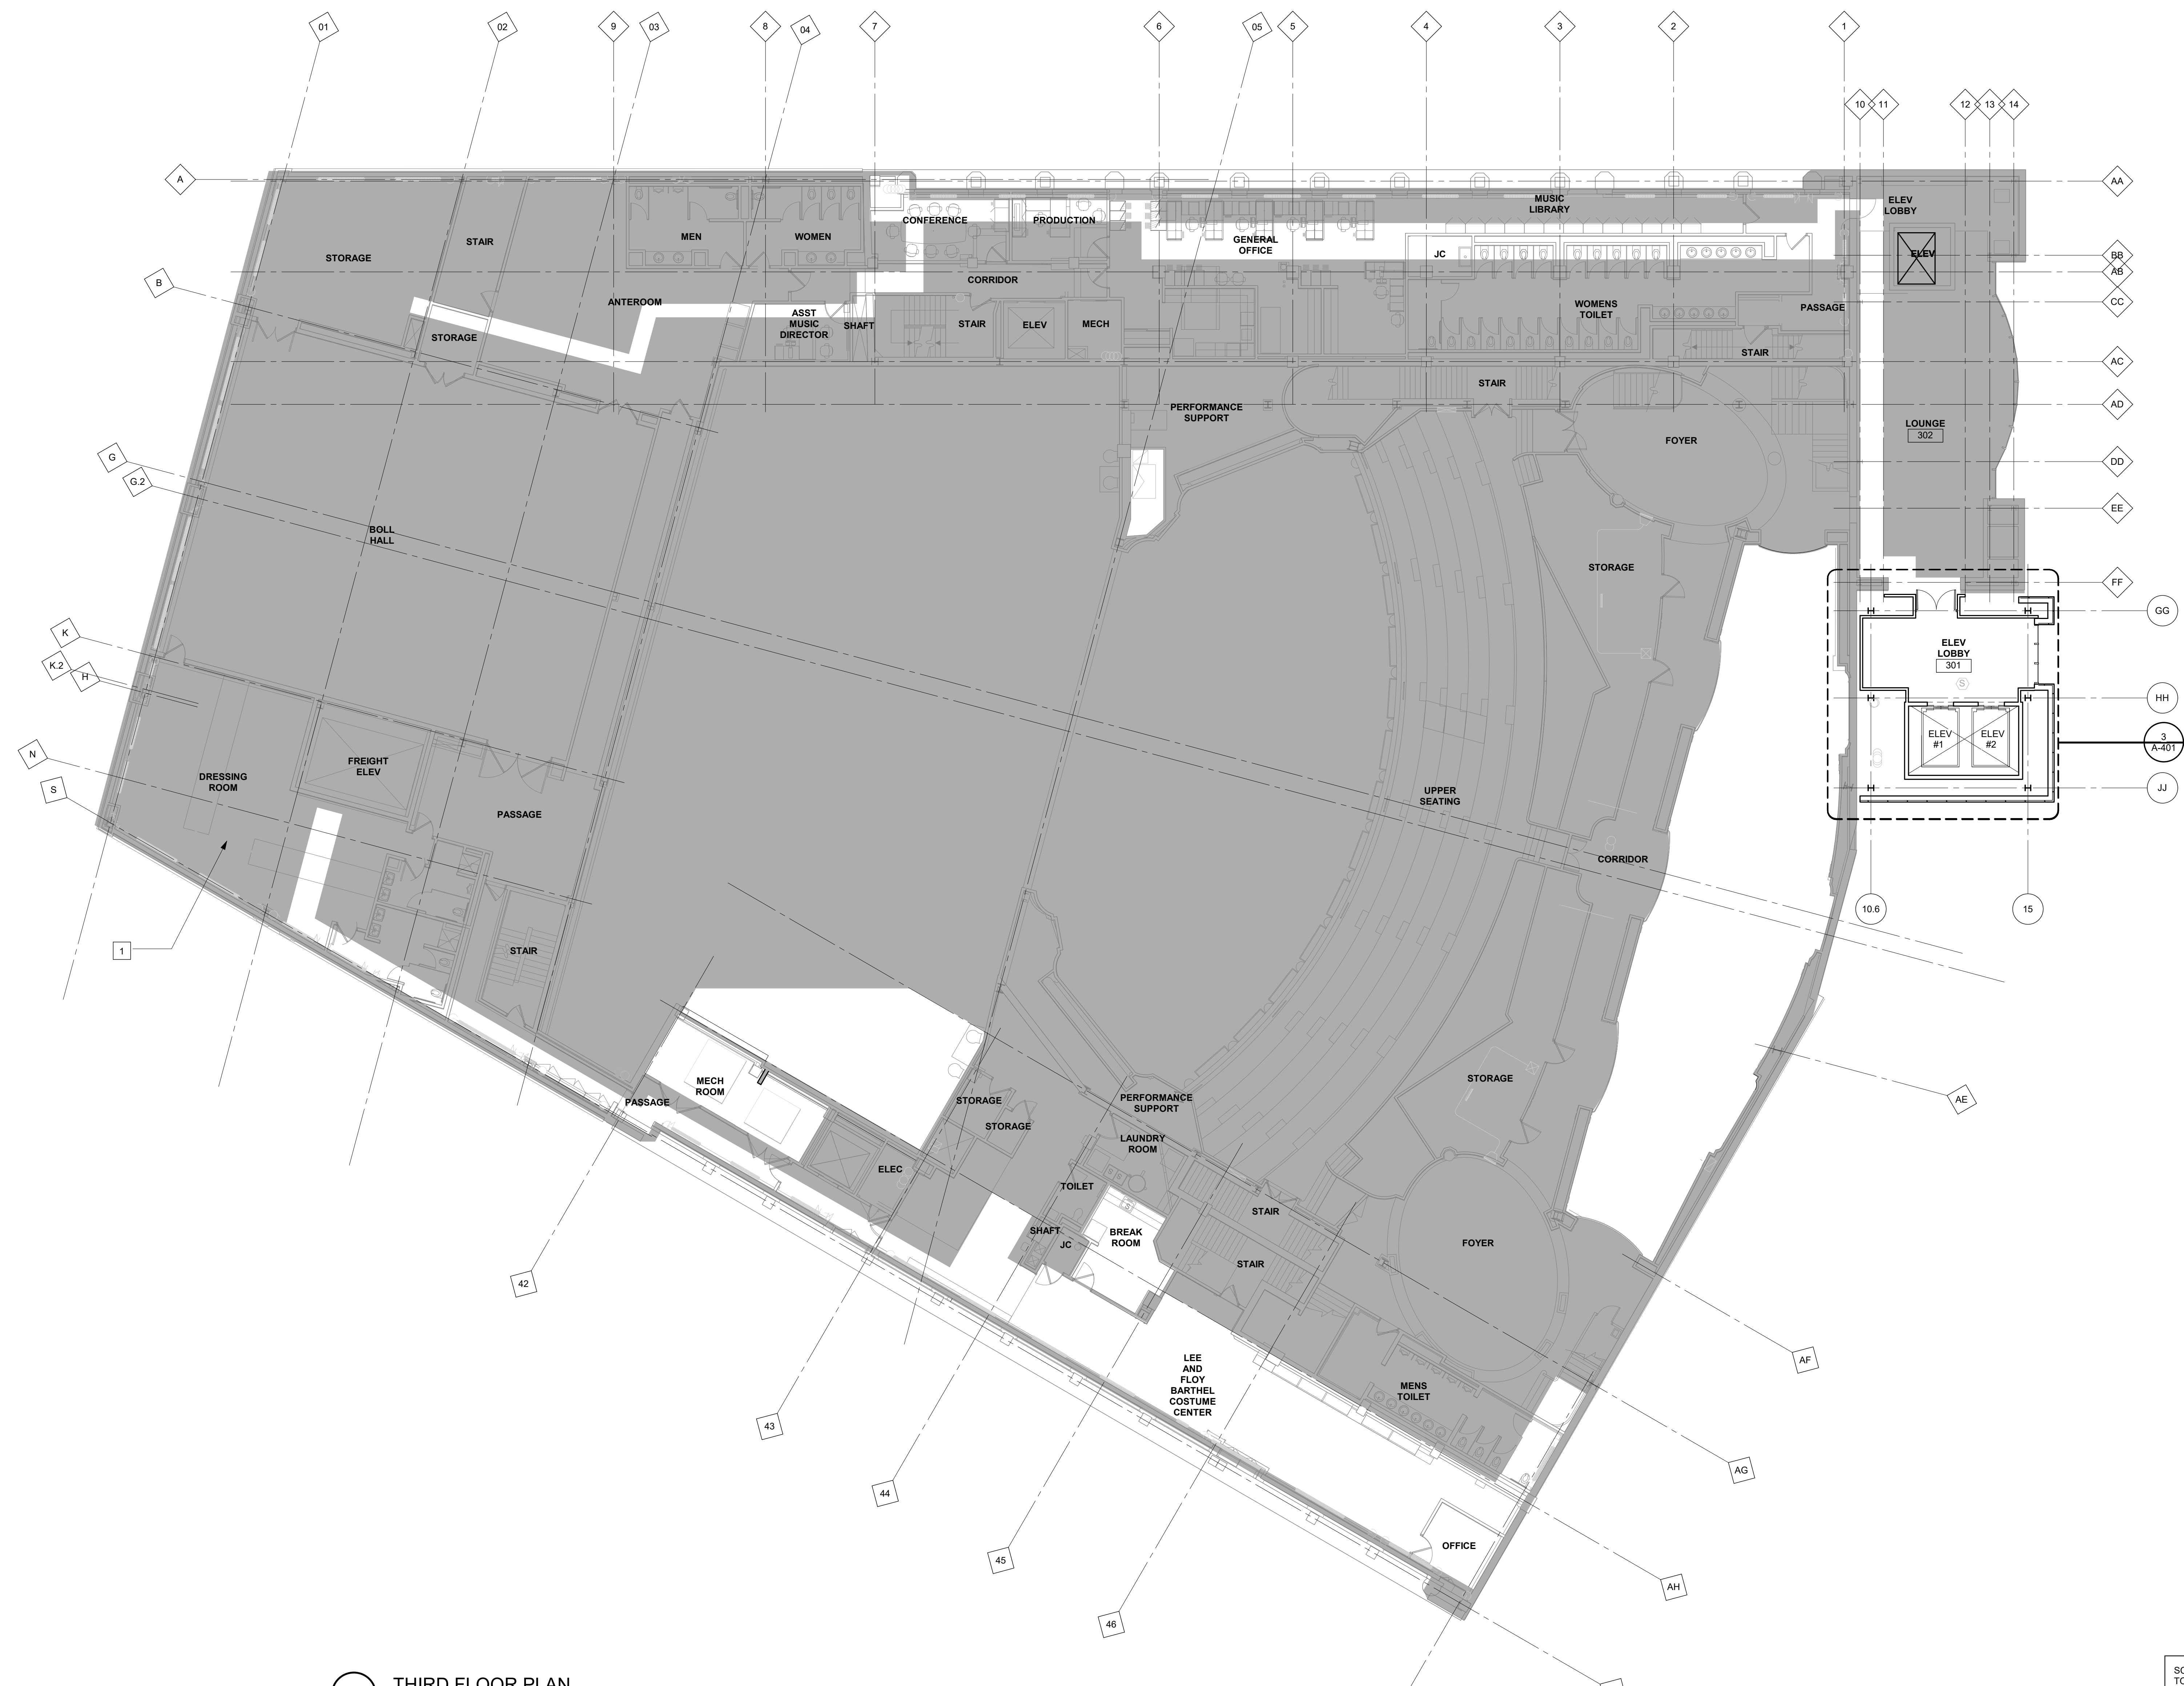 01
02
9
03
8
04
7
6
05
5
4
3
2
1
10
11
12
13
14
A
AA
ELEV
LOBBY
MUSIC
LIBRARY
CONFERENCE
PRODUCTION
GENERAL
OFFICE
MEN
WOMEN
STAIR
STORAGE
JC
ELEV
BB
AB
CORRIDOR
B
ANTEROOM
ASST
MUSIC
DIRECTOR
SHAFT
STAIR
ELEV
MECH
WOMENS
TOILET
PASSAGE
CC
STORAGE
STAIR
AC
STAIR
PERFORMANCE
SUPPORT
AD
FOYER
LOUNGE
302
DD
G
G.2
EE
BOLL
HALL
STORAGE
FF
GG
K
K.2
H
ELEV
LOBBY
301
S
HH
ELEV
#1
ELEV
#2
3
A-401
N
S
FREIGHT
ELEV
DRESSING
ROOM
PASSAGE
UPPER
SEATING
JJ
CORRIDOR
10.6
15
1
STAIR
MECH
ROOM
PASSAGE
STORAGE
STORAGE
PERFORMANCE
SUPPORT
STORAGE
AE
LAUNDRY
ROOM
ELEC
S
TOILET
S
STAIR
SHAFT
JC
BREAK
ROOM
FOYER
STAIR
42
LEE
AND
FLOY
BARTHEL
COSTUME
CENTER
MENS
TOILET
AF
43
AG
44
OFFICE
45
AH
46
THIRD FLOOR PLAN